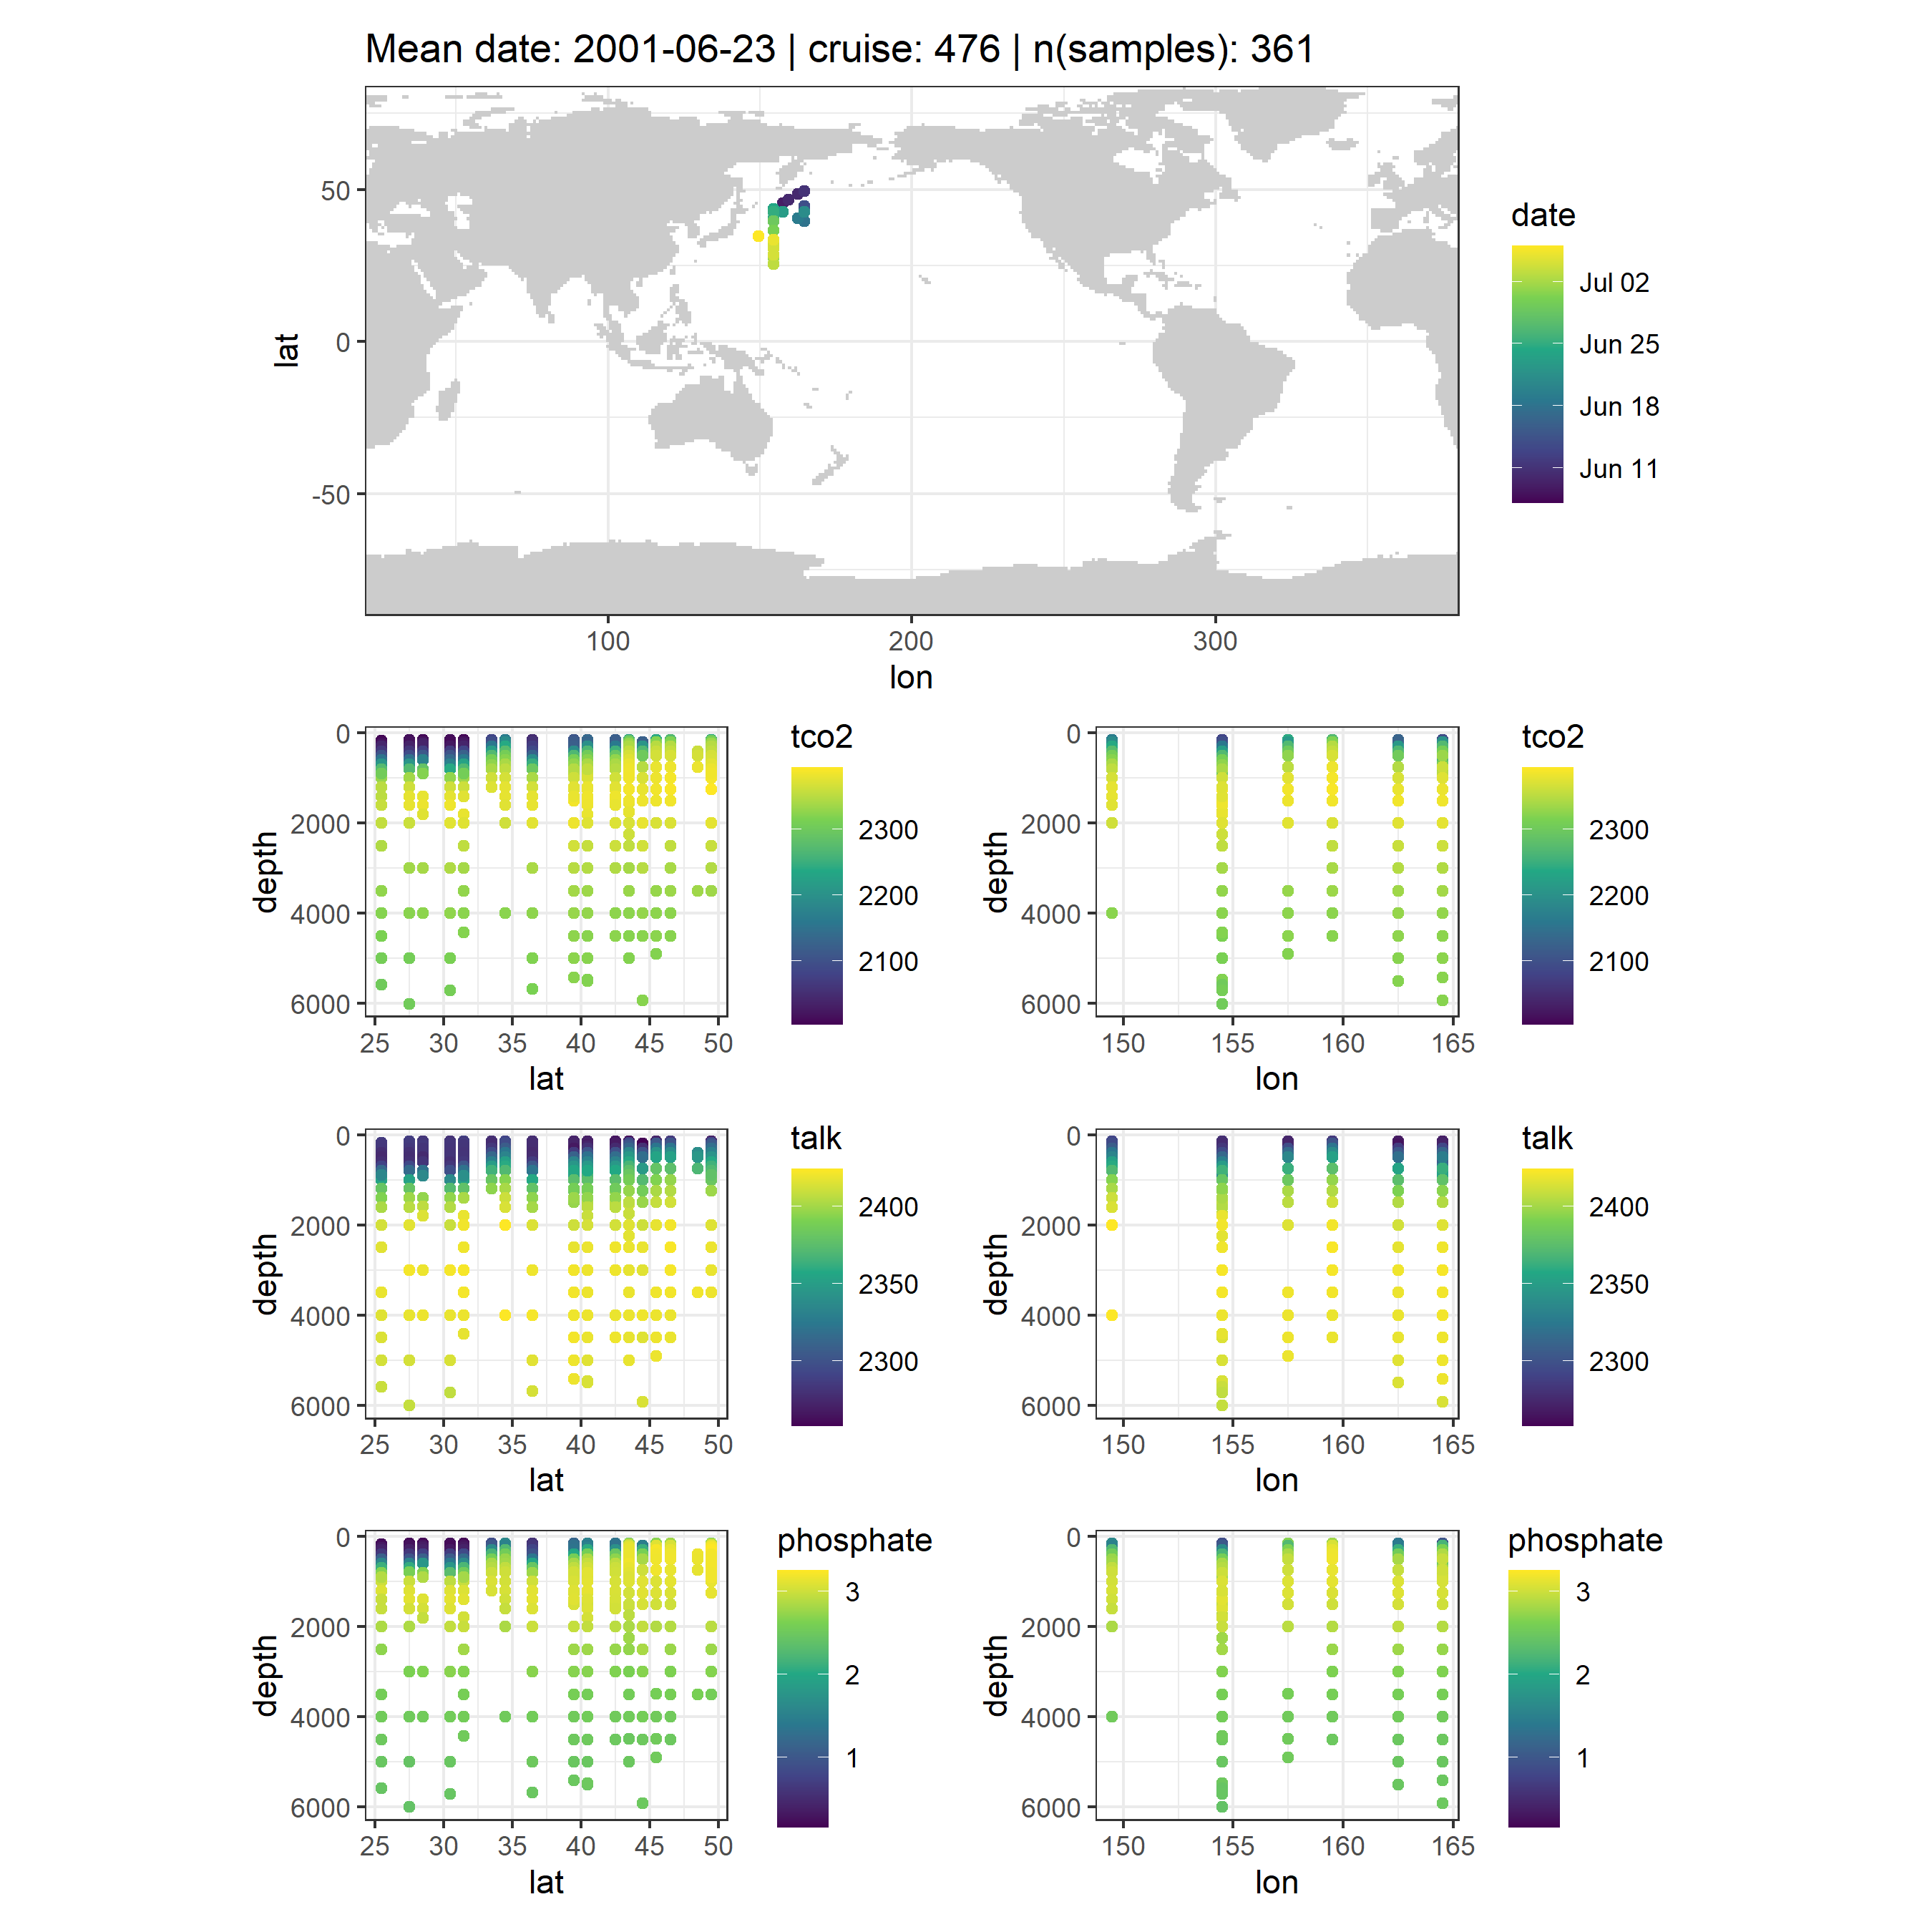 Mean date: 2001-06-23 | cruise: 476 | n(samples): 361
50
0
-50
lat
100 200 300
lon
date
Jul 02
Jun 25
Jun 18
Jun 11
0
2000
4000
6000
depth
25 30 35 40 45 50
lat
tco2
2300
2200
2100
0
2000
4000
6000
depth
150 155 160 165
lon
tco2
2300
2200
2100
0
2000
4000
6000
depth
25 30 35 40 45 50
lat
talk
2400
2350
2300
0
2000
4000
6000
depth
150 155 160 165
lon
talk
2400
2350
2300
0
2000
4000
6000
depth
25 30 35 40 45 50
lat
phosphate
3
2
1
0
2000
4000
6000
depth
150 155 160 165
lon
phosphate
3
2
1